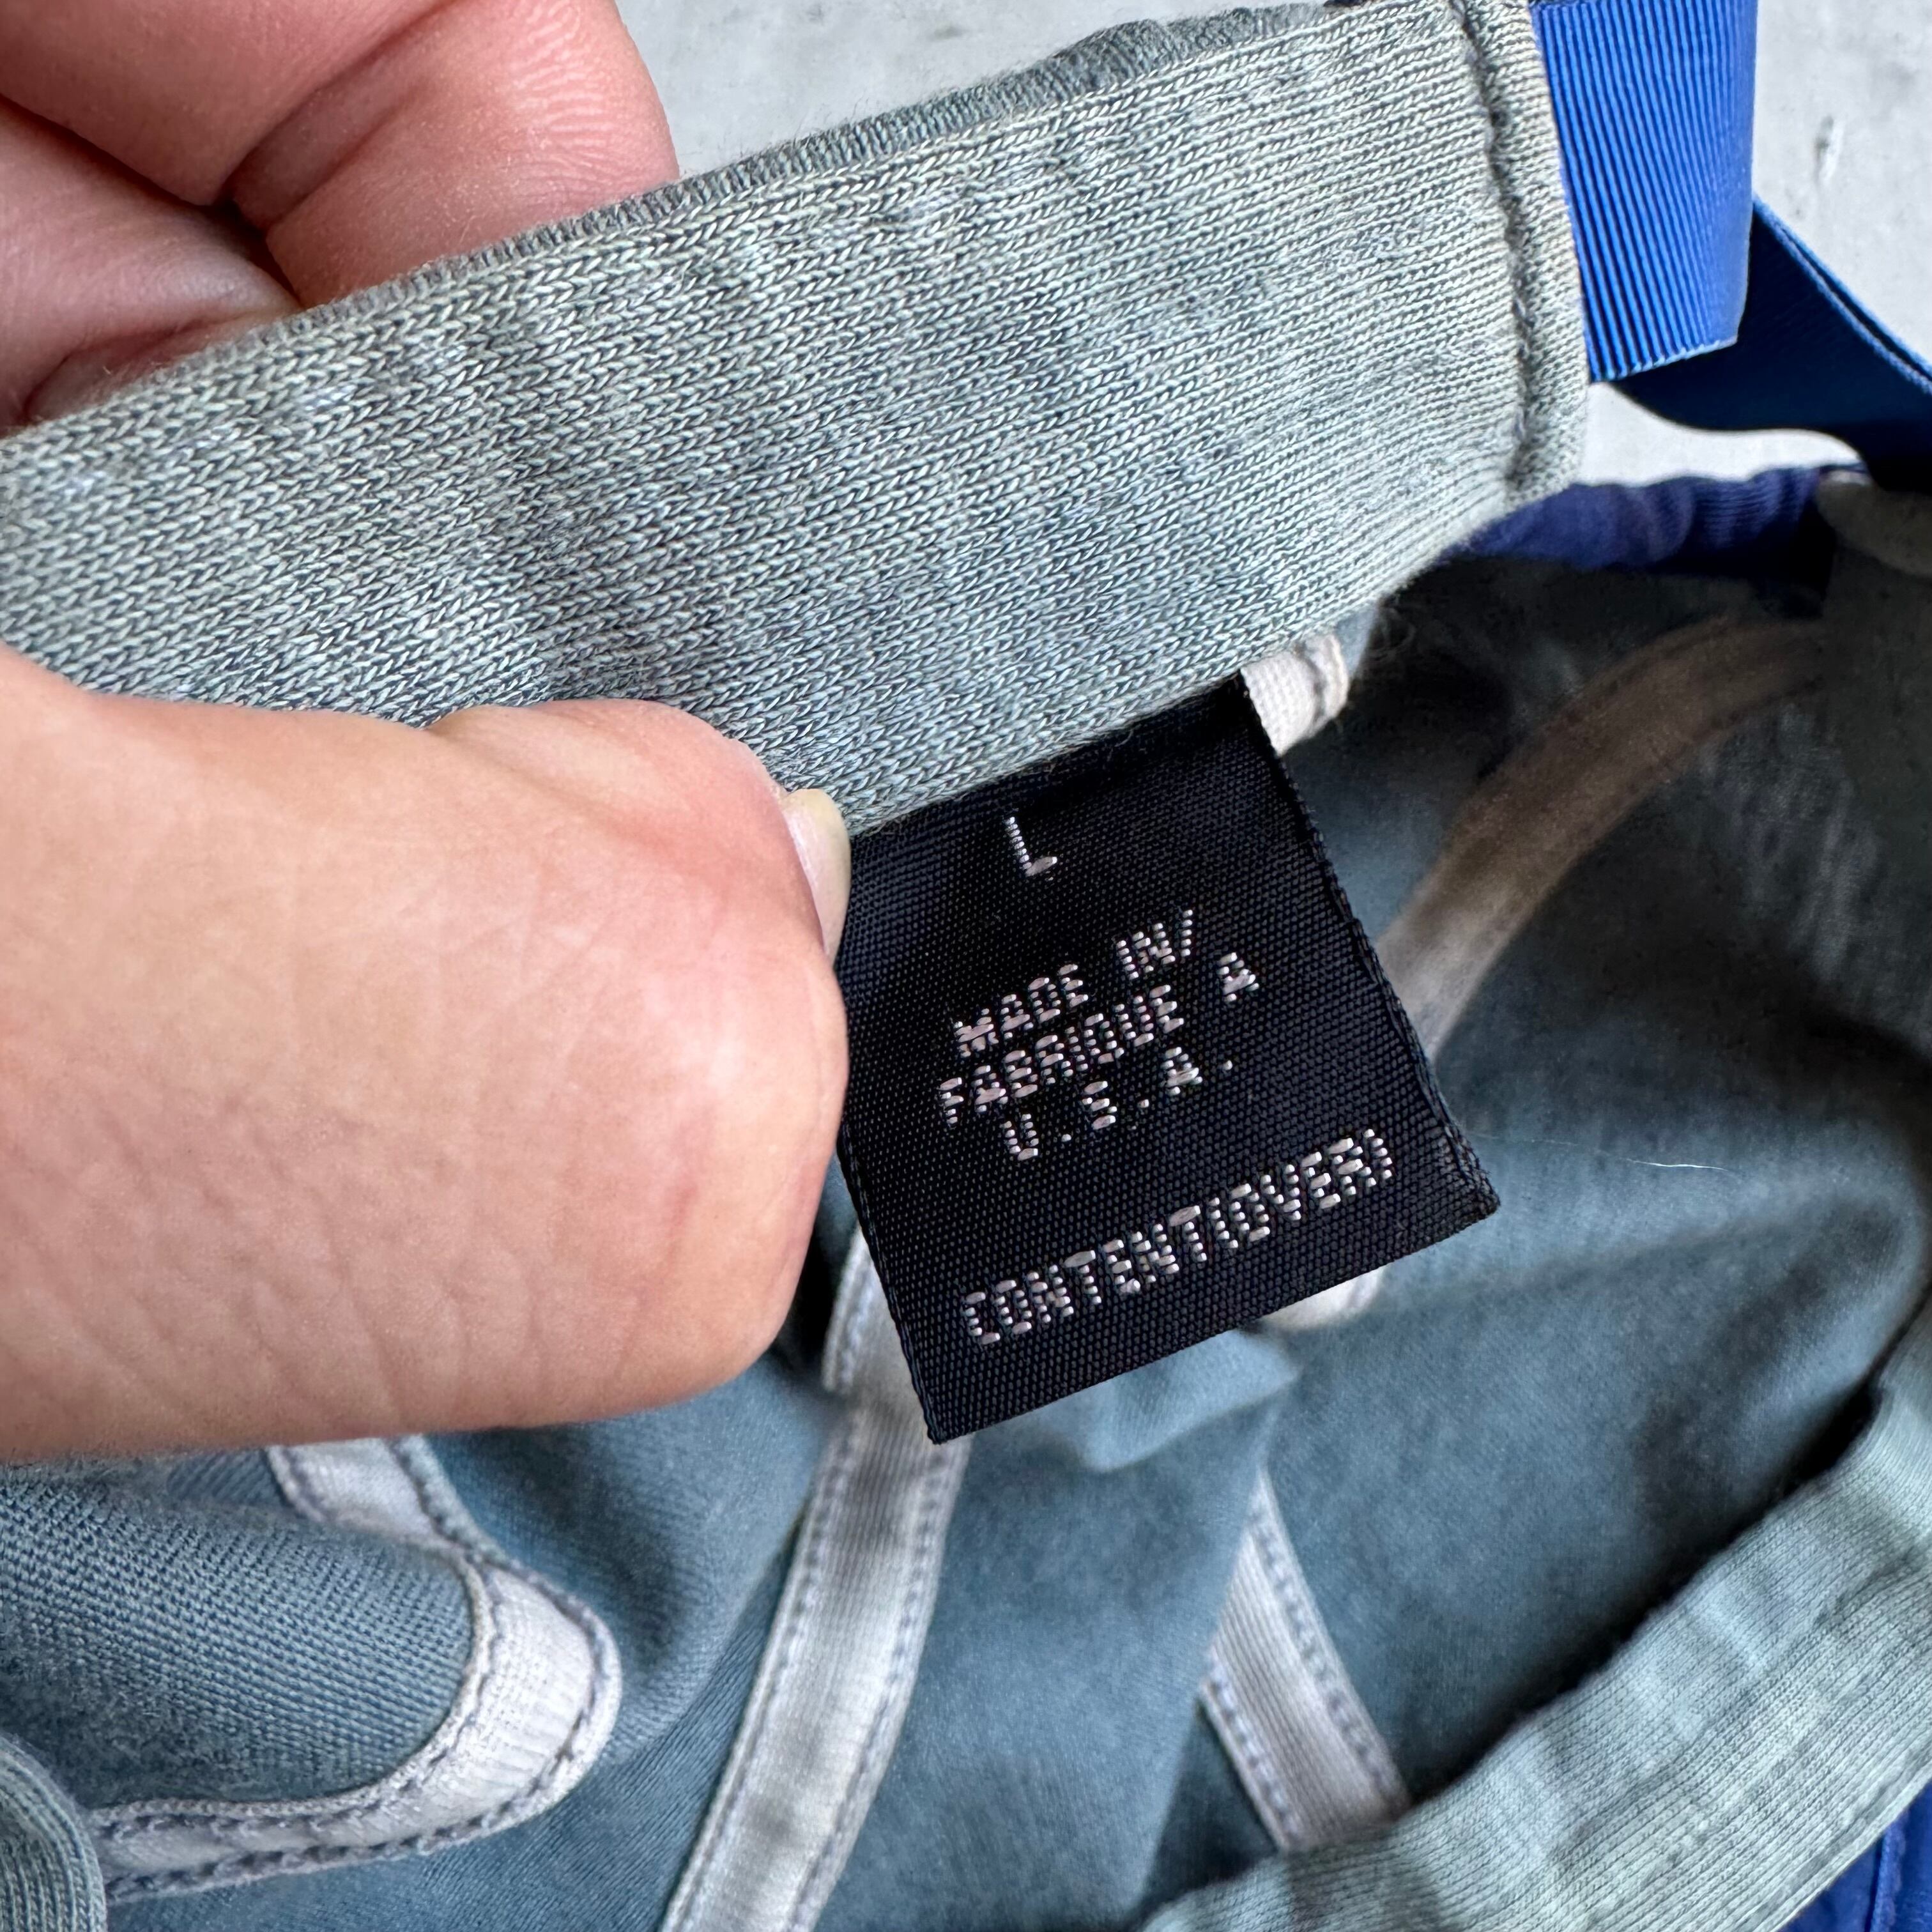 L
MADE IN/
FABRIQUE A
U.S.A.
CONTENT(OVER)